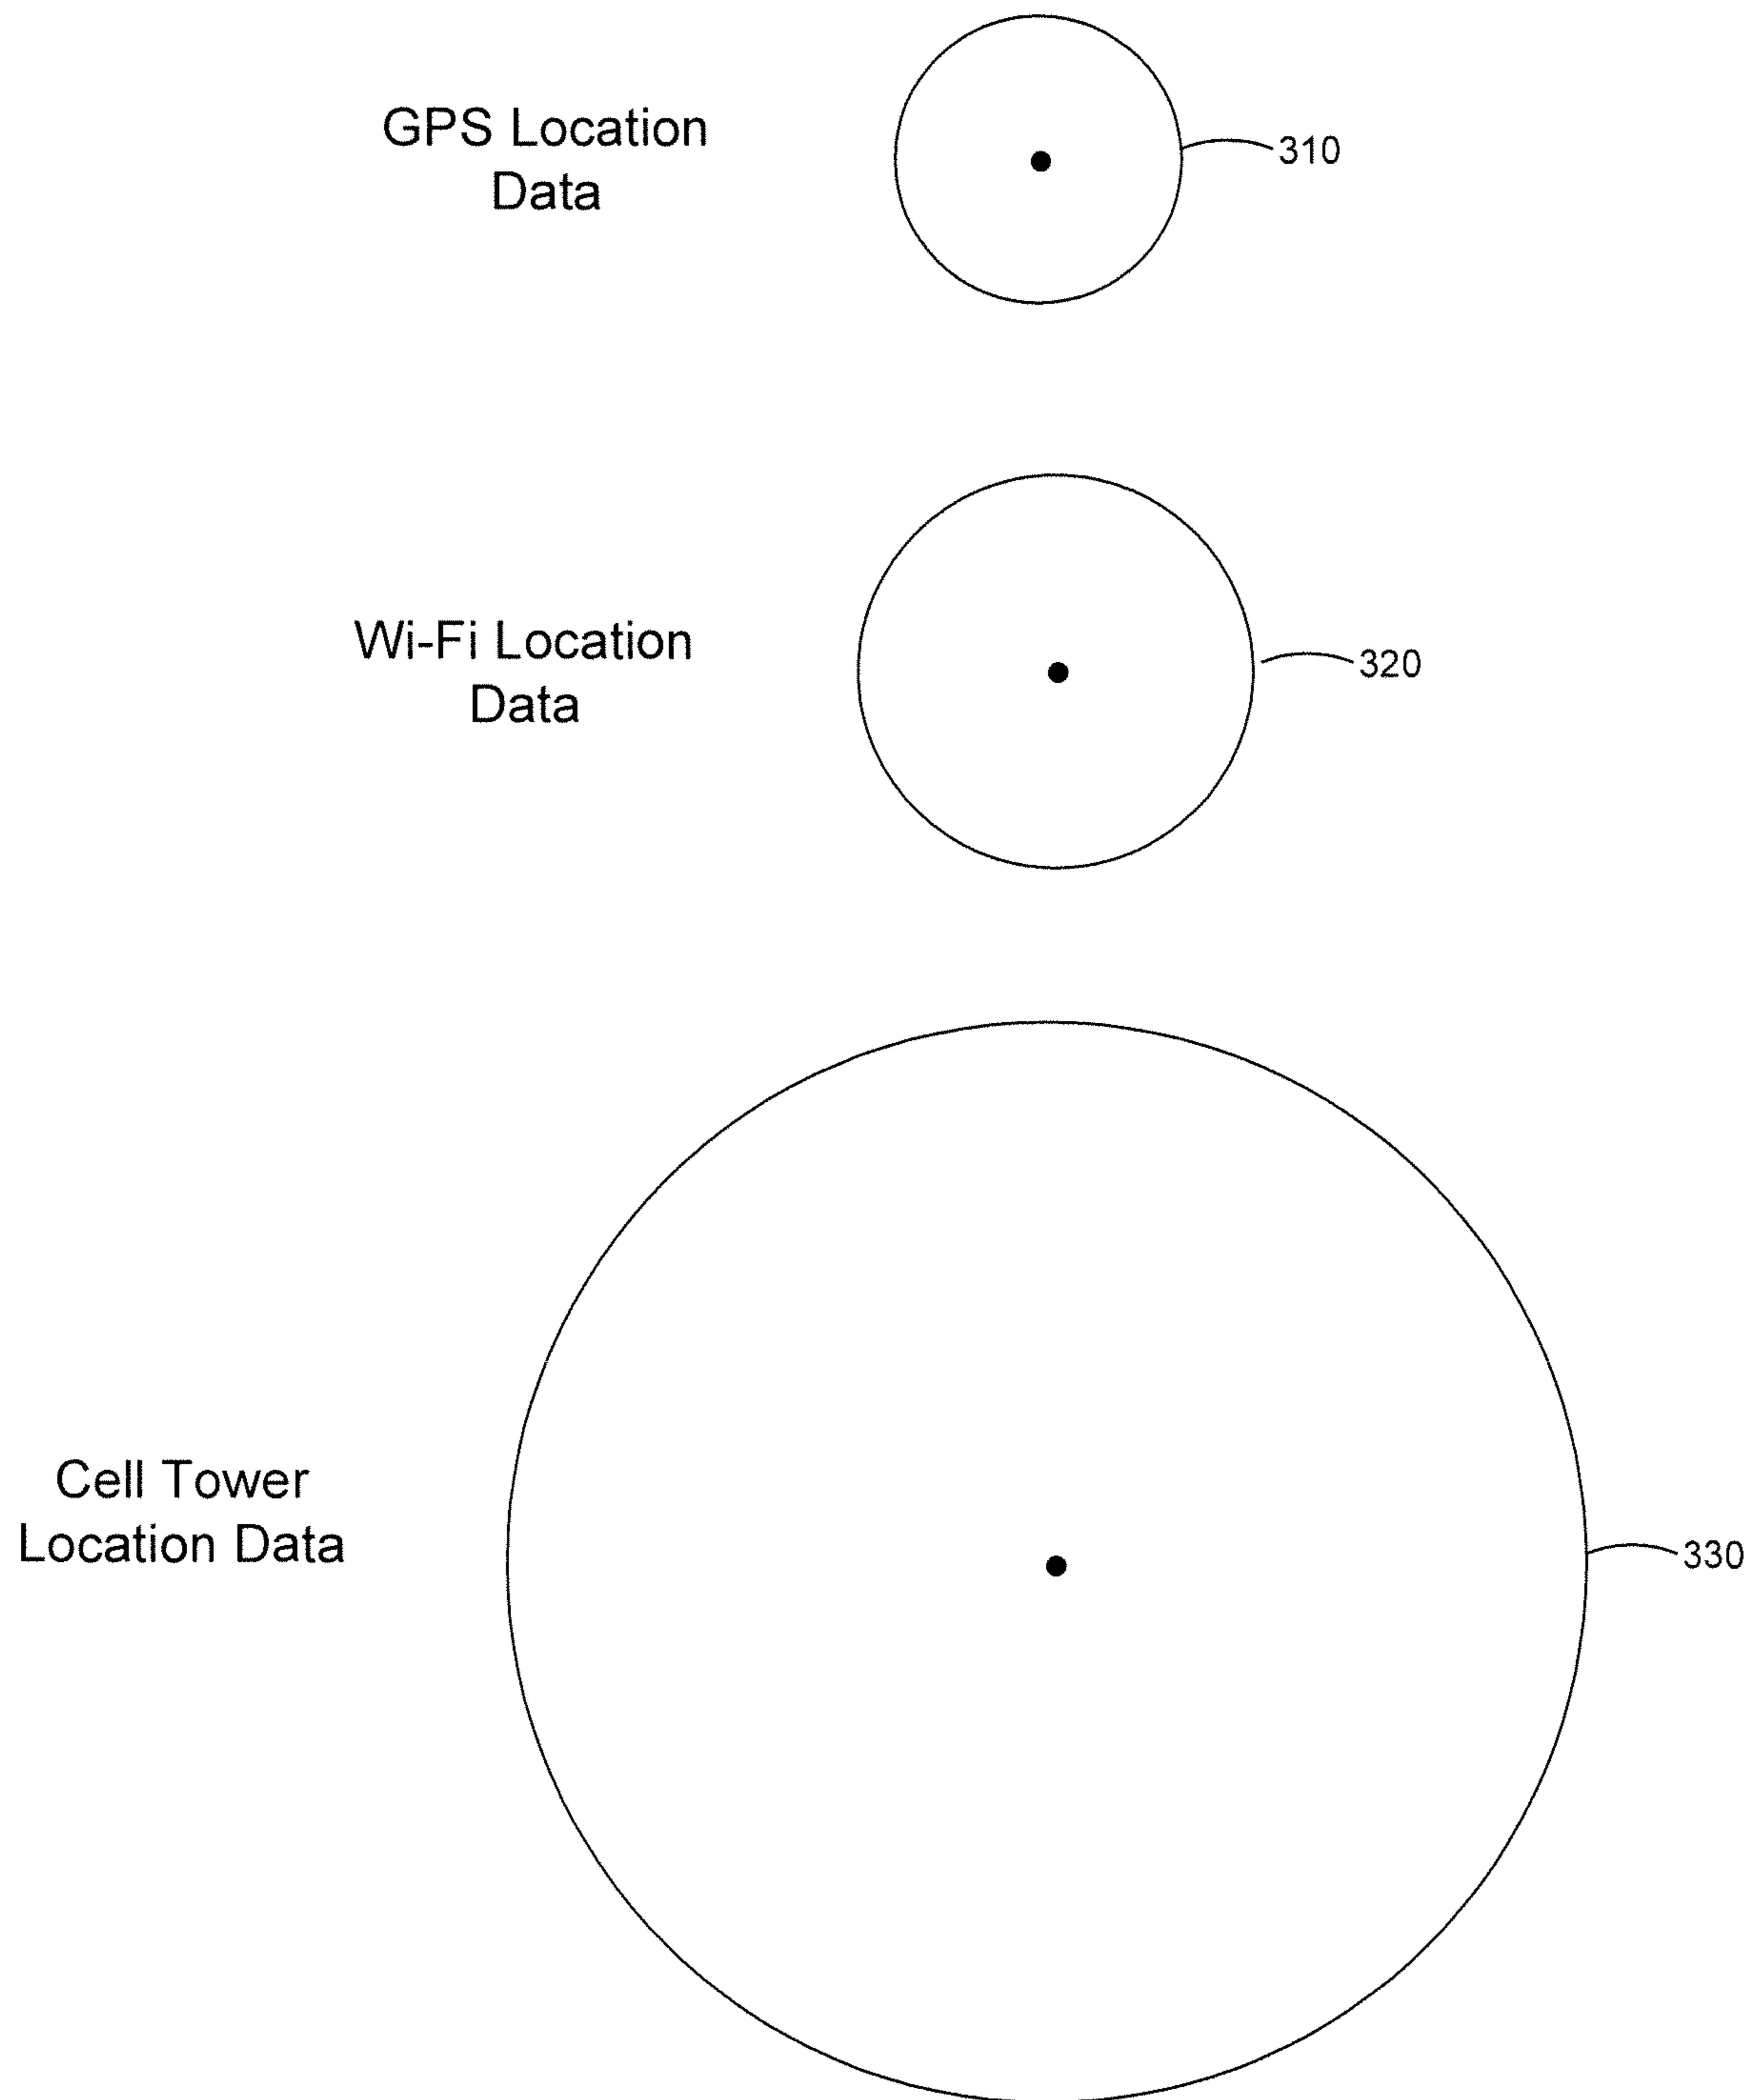 GPS Location
Data
310
Wi-Fi Location
Data
320
Cell Tower
Location Data
330